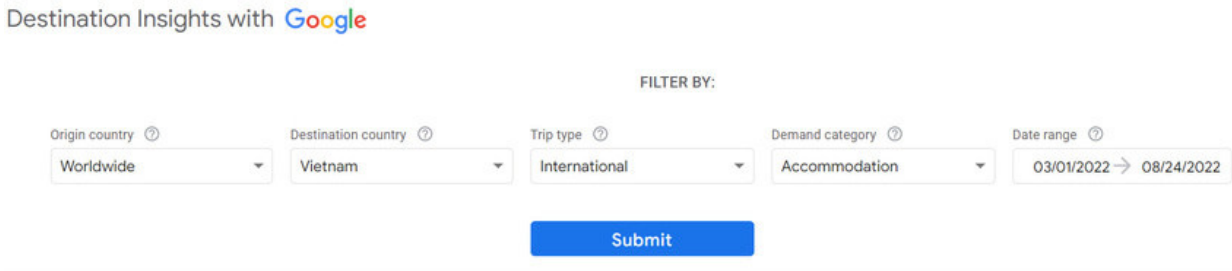 Destination Insights with Google
FILTER BY:
Origin country
Destination country
Trip type
Demand category
Date range
Worldwide
Vietnam
International
Accommodation
03/01/2022 → 08/24/2022
Submit